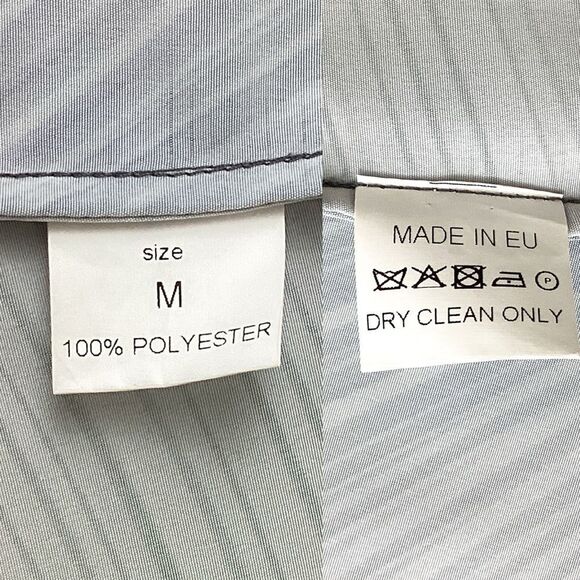 size
M
100% POLYESTER
MADE IN EU
P
DRY CLEAN ONLY